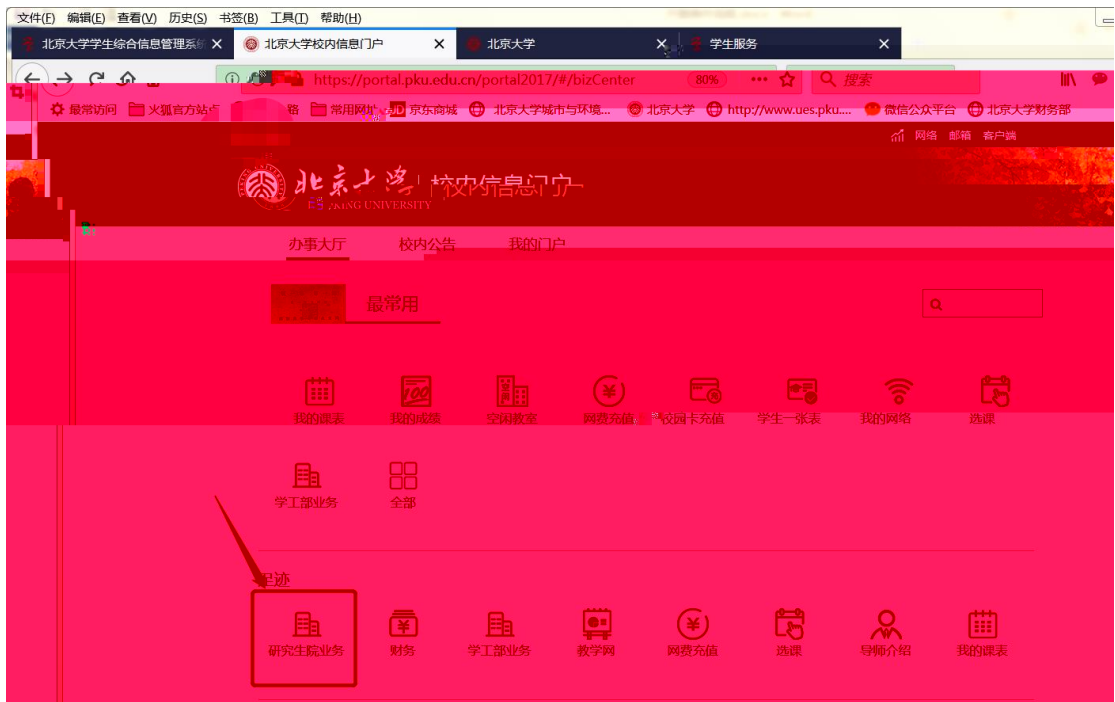 文件(F) 编辑(E) 查看(V) 历史(S) 书签(B) 工具(T) 帮助(H)
北京大学学生综合信息管理系统 北京大学校内信息门户 北京大学 学生服务
https://portal.pku.edu.cn/portal2017/#/bizCenter 80% 搜索
最常访问 火狐官方站点 常用网址 JD 京东商城 北京大学城市与环境... 北京大学 http://www.ues.pku.... 微信公众平台 北京大学财务部
网络 邮箱 客户端
北京大学 校内信息门户
UNIVERSITY
办事大厅 校内公告 我的门户
最常用
我的课表 我的成绩 空闲教室 网费充值 校园卡充值 学生一张表 我的网络 选课
学工部业务 全部
足迹
研究生院业务 财务 学工部业务 教学网 网费充值 选课 导师介绍 我的课表